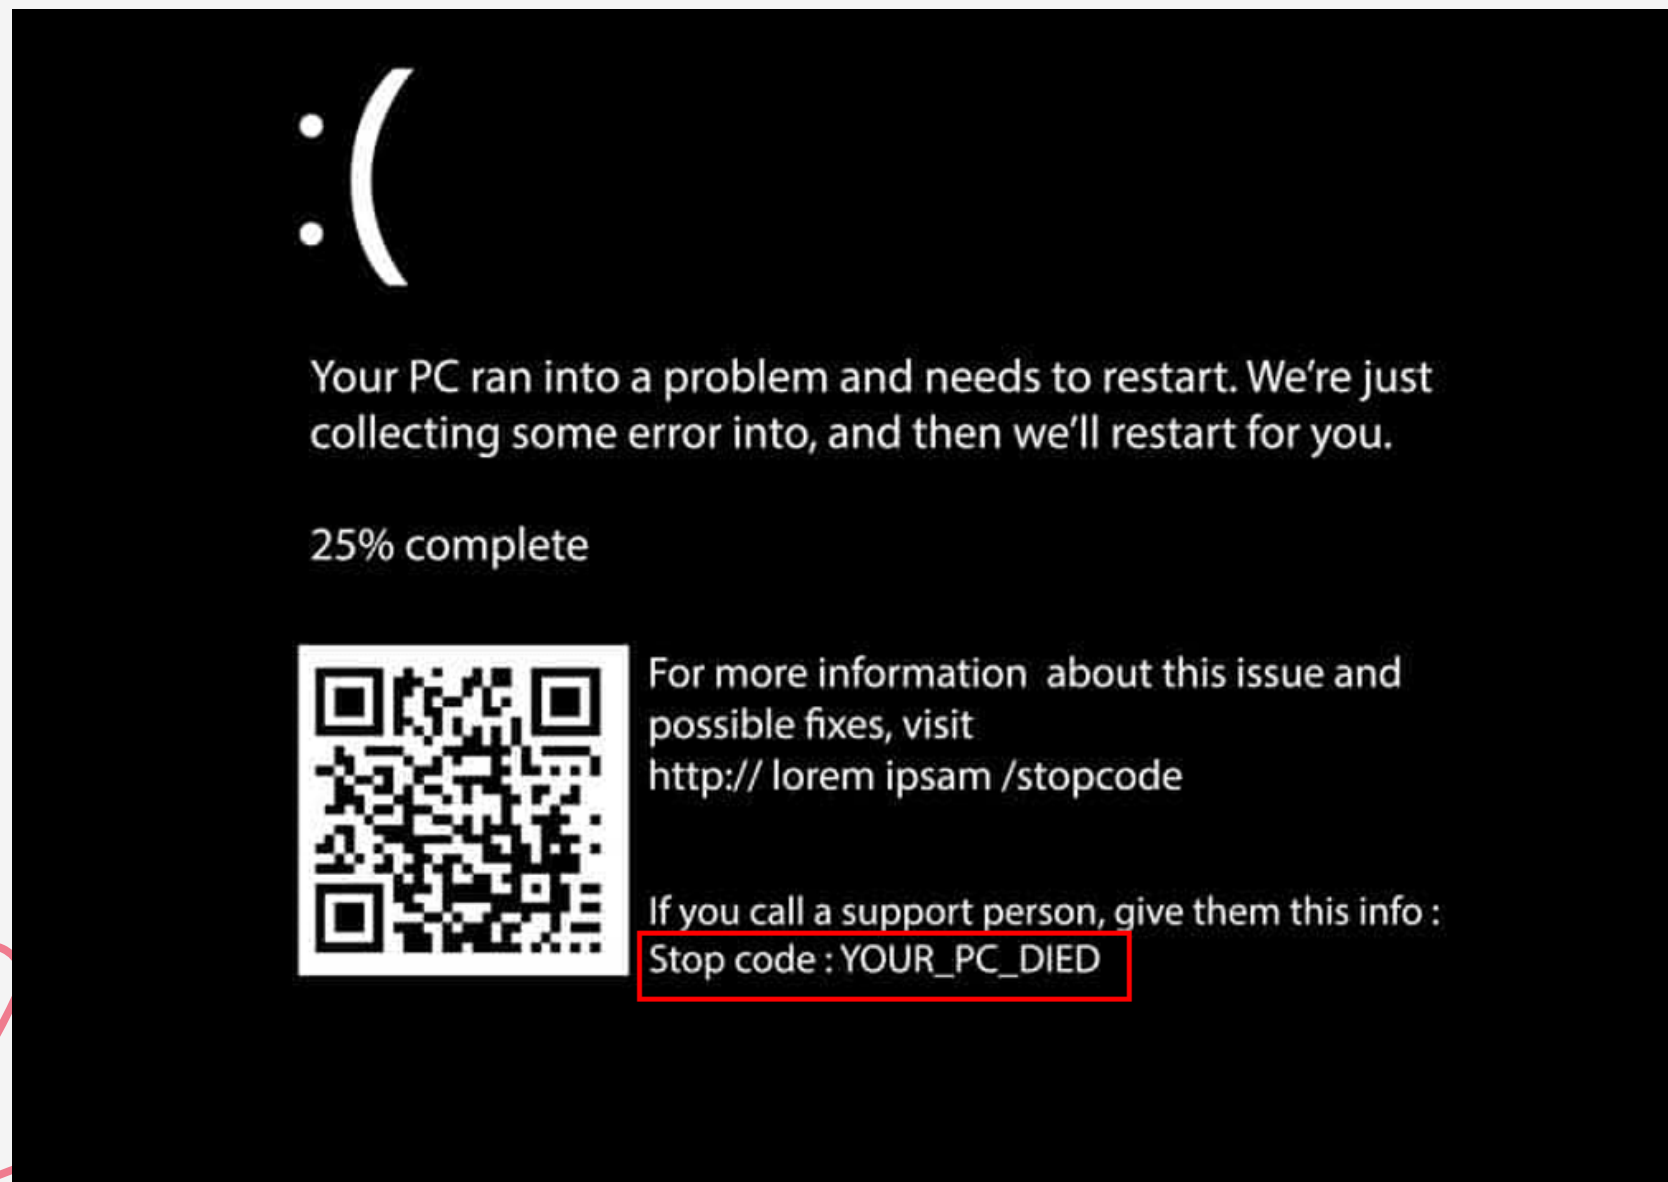 :(
Your PC ran into a problem and needs to restart. We're just
collecting some error into, and then we'll restart for you.
25% complete
For more information  about this issue and
possible fixes, visit
http:// lorem ipsam /stopcode
If you call a support person, give them this info :
Stop code : YOUR_PC_DIED